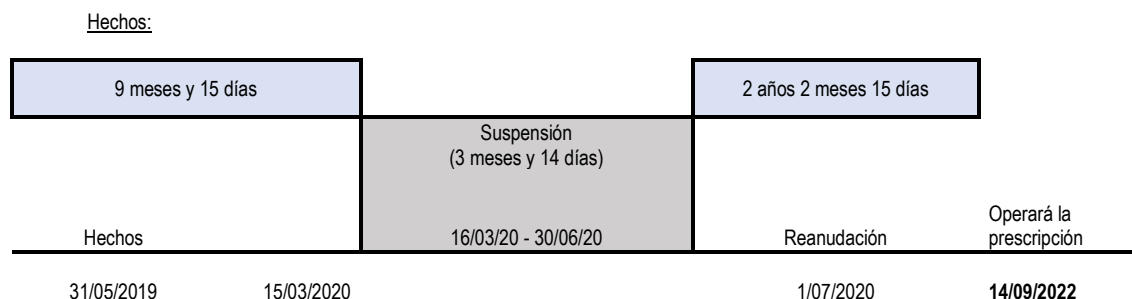 Hechos:
9 meses y 15 días
2 años 2 meses 15 días
Suspensión
(3 meses y 14 días)
Hechos
16/03/20 - 30/06/20
Reanudación
Operará la
prescripción
31/05/2019
15/03/2020
1/07/2020
14/09/2022